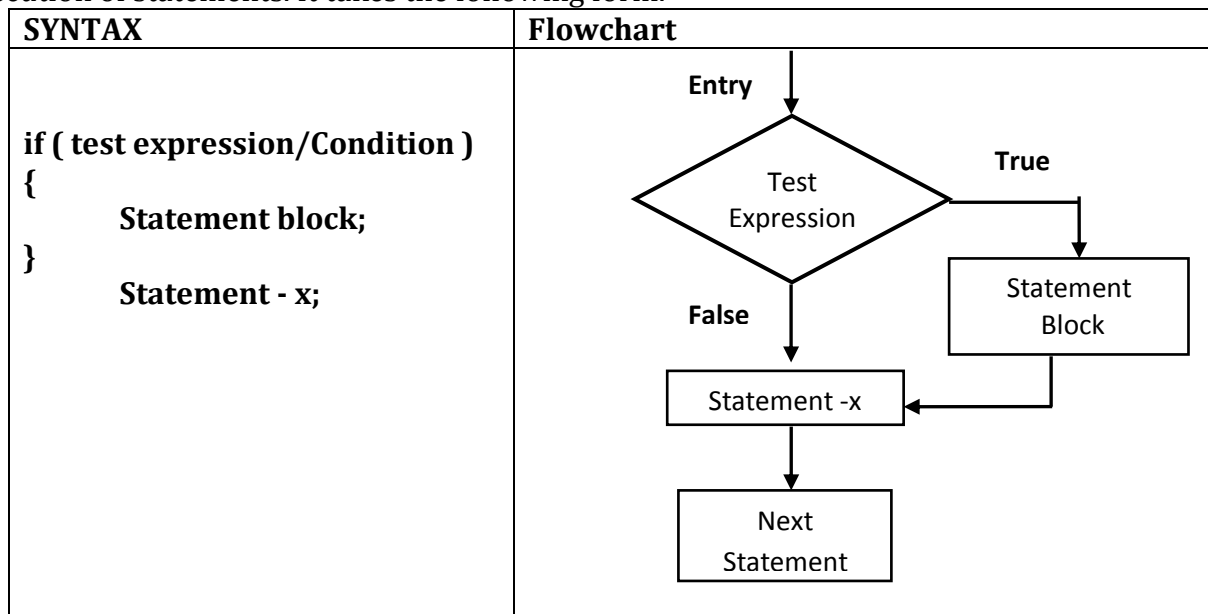 SYNTAX
Flowchart
if ( test expression/Condition )
{
Statement block;
}
Statement - x;
Entry
Test
Expression
True
False
Statement
Block
Statement -x
Next
Statement